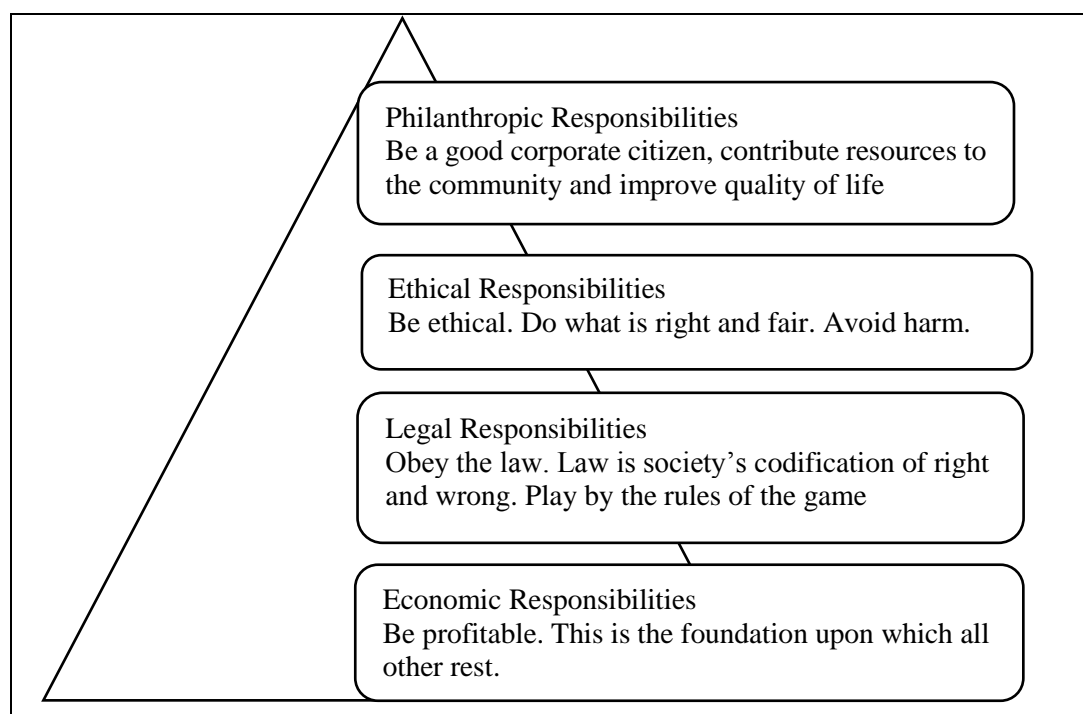 Philanthropic Responsibilities
Be a good corporate citizen, contribute resources to
the community and improve quality of life
Ethical Responsibilities
Be ethical. Do what is right and fair. Avoid harm.
Legal Responsibilities
Obey the law. Law is society’s codification of right
and wrong. Play by the rules of the game
Economic Responsibilities
Be profitable. This is the foundation upon which all
other rest.